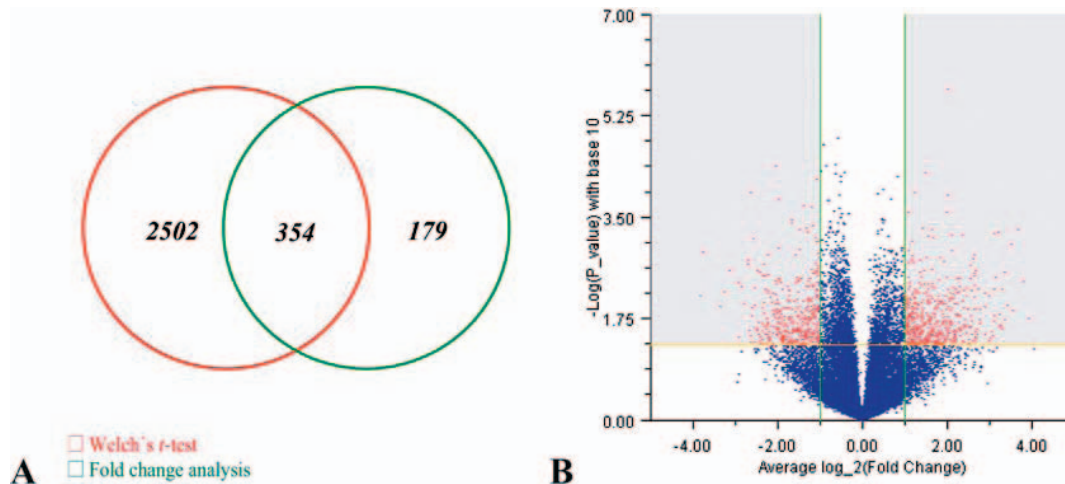 2502
354
179
Welch's t-test
Fold change analysis
A
-Log(P_value) with base 10
7.00
5.25
3.50
1.75
0.00
-4.00 -2.00 0.00 2.00 4.00
Average log_2(Fold Change)
B